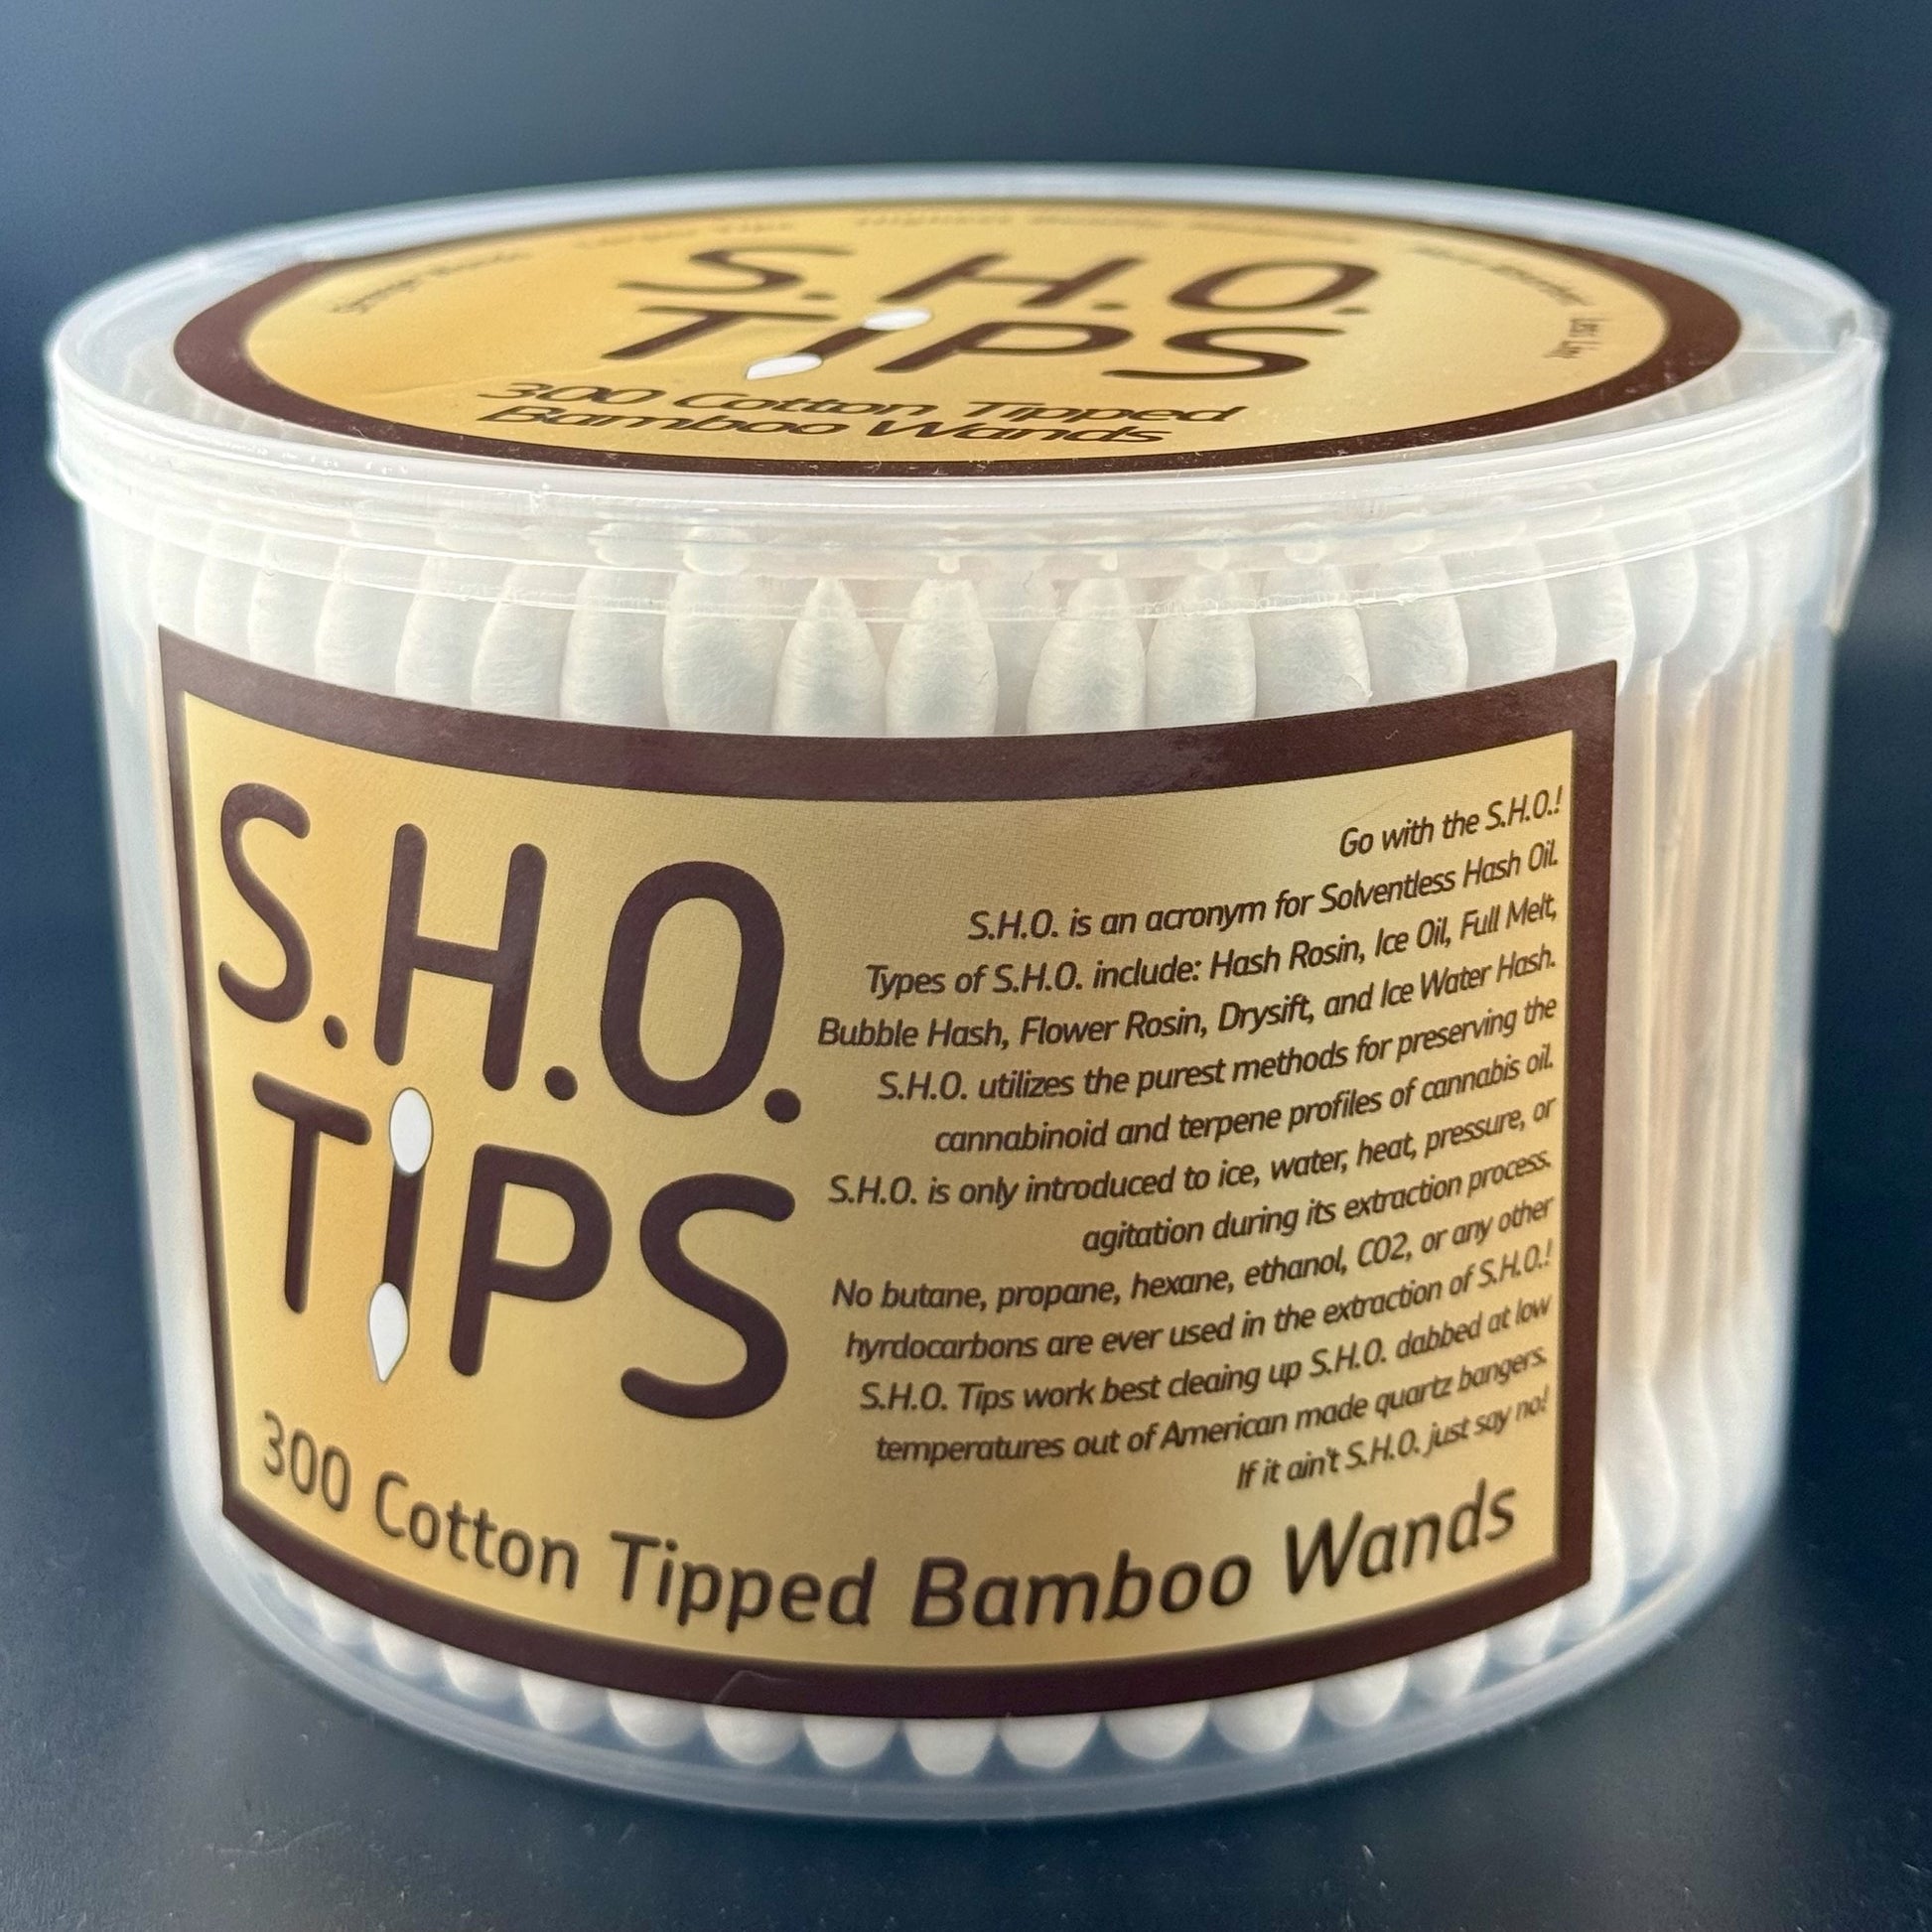 S.H.O.
TIPS
300 Cotton Tipped
Bamboo Wands
S.H.O.
TIPS
Go with the S.H.O.!
S.H.O. is an acronym for Solventless Hash Oil.
Types of S.H.O. include: Hash Rosin, Ice Oil, Full Melt,
Bubble Hash, Flower Rosin, Drysift, and Ice Water Hash.
S.H.O. utilizes the purest methods for preserving the
cannabinoid and terpene profiles of cannabis oil.
S.H.O. is only introduced to ice, water, heat, pressure, or
agitation during its extraction process.
No butane, propane, hexane, ethanol, CO2, or any other
hyrdocarbons are ever used in the extraction of S.H.O.!
S.H.O. Tips work best cleaing up S.H.O. dabbed at low
temperatures out of American made quartz bangers.
If it ain't S.H.O. just say no!
300 Cotton Tipped Bamboo Wands